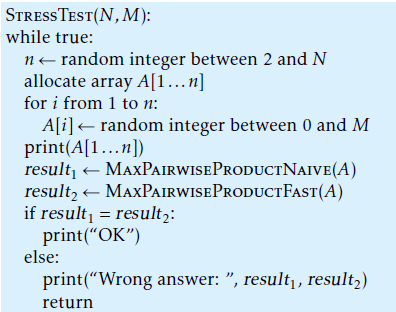 STRESSTEST(N, M):
while true:
n ← random integer between 2 and N
allocate array A[1...n]
for i from 1 to n:
A[i] ← random integer between 0 and M
print(A[1...n])
result₁ ← MAXPAIRWISEPRODUCTNAIVE(A)
result₂ ← MAXPAIRWISEPRODUCTFAST(A)
if result₁ = result₂:
print(“OK”)
else:
print(“Wrong answer: ”, result₁, result₂)
return